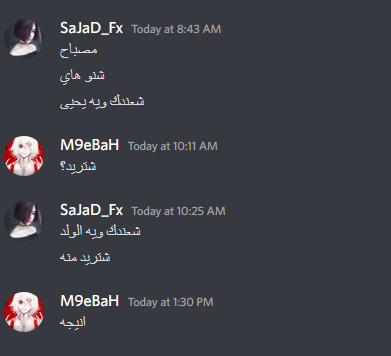 SaJaD_Fx Today at 8:43 AM
مصباح
شنو هاي
شعندك ويه يحيى
M9eBaH Today at 10:11 AM
شتريد؟
SaJaD_Fx Today at 10:25 AM
شعندك ويه الولد
شتريد منه
M9eBaH Today at 1:30 PM
انيجه